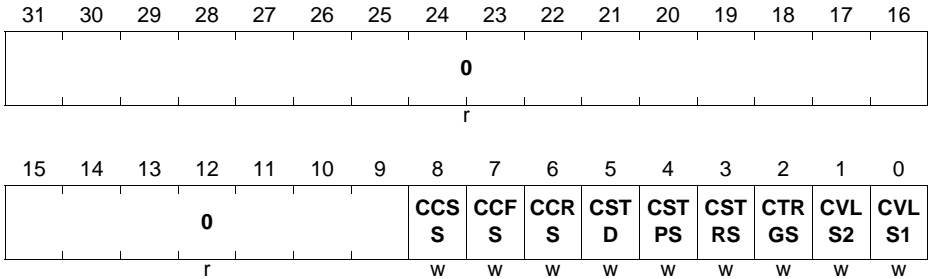 31 30 29 28 27 26 25 24 23 22 21 20 19 18 17 16
0
r
15 14 13 12 11 10 9 8 7 6 5 4 3 2 1 0
0 CCS CCF CCR CST CST CST CTR CVL CVL
S S S D PS RS GS S2 S1
r w w w w w w w w w